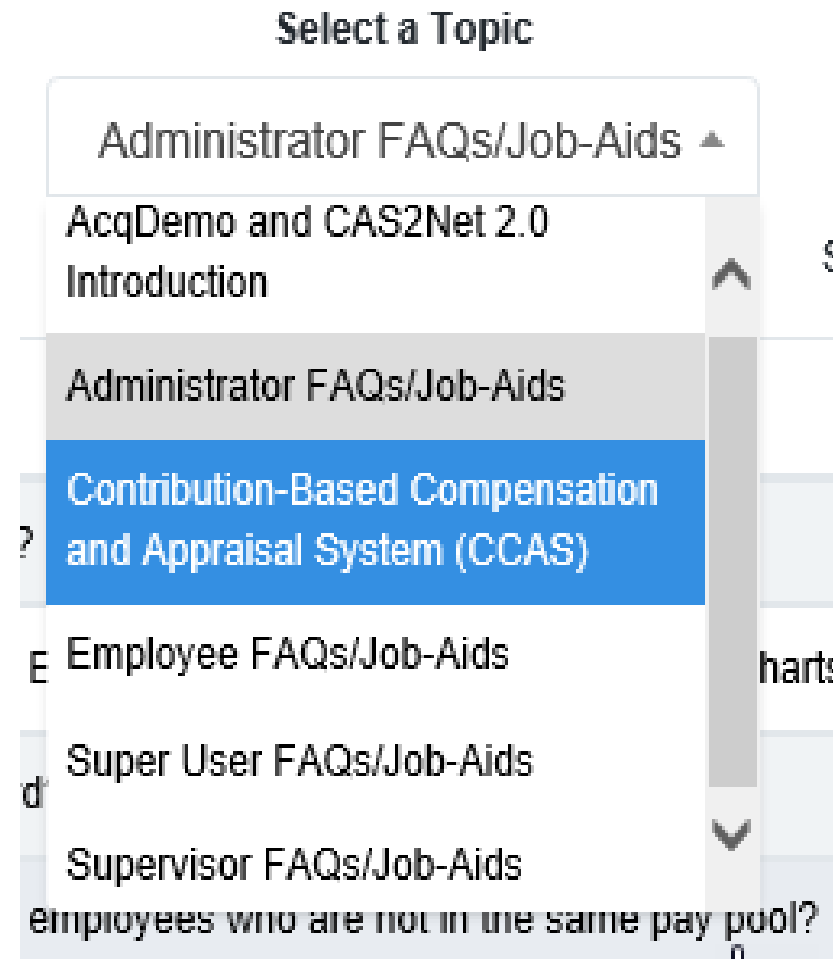 Select a Topic
Administrator FAQs/Job-Aids
AcqDemo and CAS2Net 2.0
Introduction
Administrator FAQs/Job-Aids
Contribution-Based Compensation
and Appraisal System (CCAS)
?
Employee FAQs/Job-Aids
Super User FAQs/Job-Aids
Supervisor FAQs/Job-Aids
employees who are not in the same pay pool?